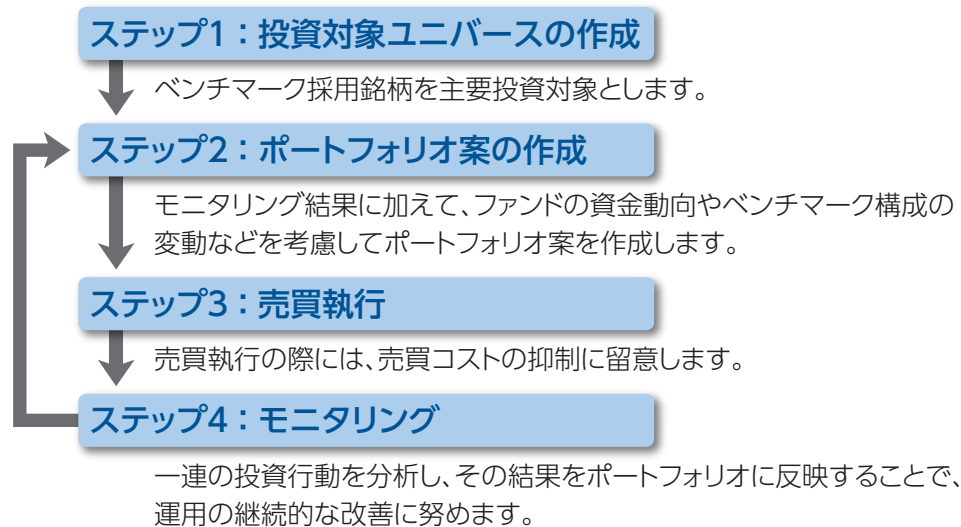 ステップ1：投資対象ユニバースの作成
ベンチマーク採用銘柄を主要投資対象とします。
ステップ2：ポートフォリオ案の作成
モニタリング結果に加えて、ファンドの資金動向やベンチマーク構成の
変動などを考慮してポートフォリオ案を作成します。
ステップ3：売買執行
売買執行の際には、売買コストの抑制に留意します。
ステップ4：モニタリング
一連の投資行動を分析し、その結果をポートフォリオに反映することで、
運用の継続的な改善に努めます。